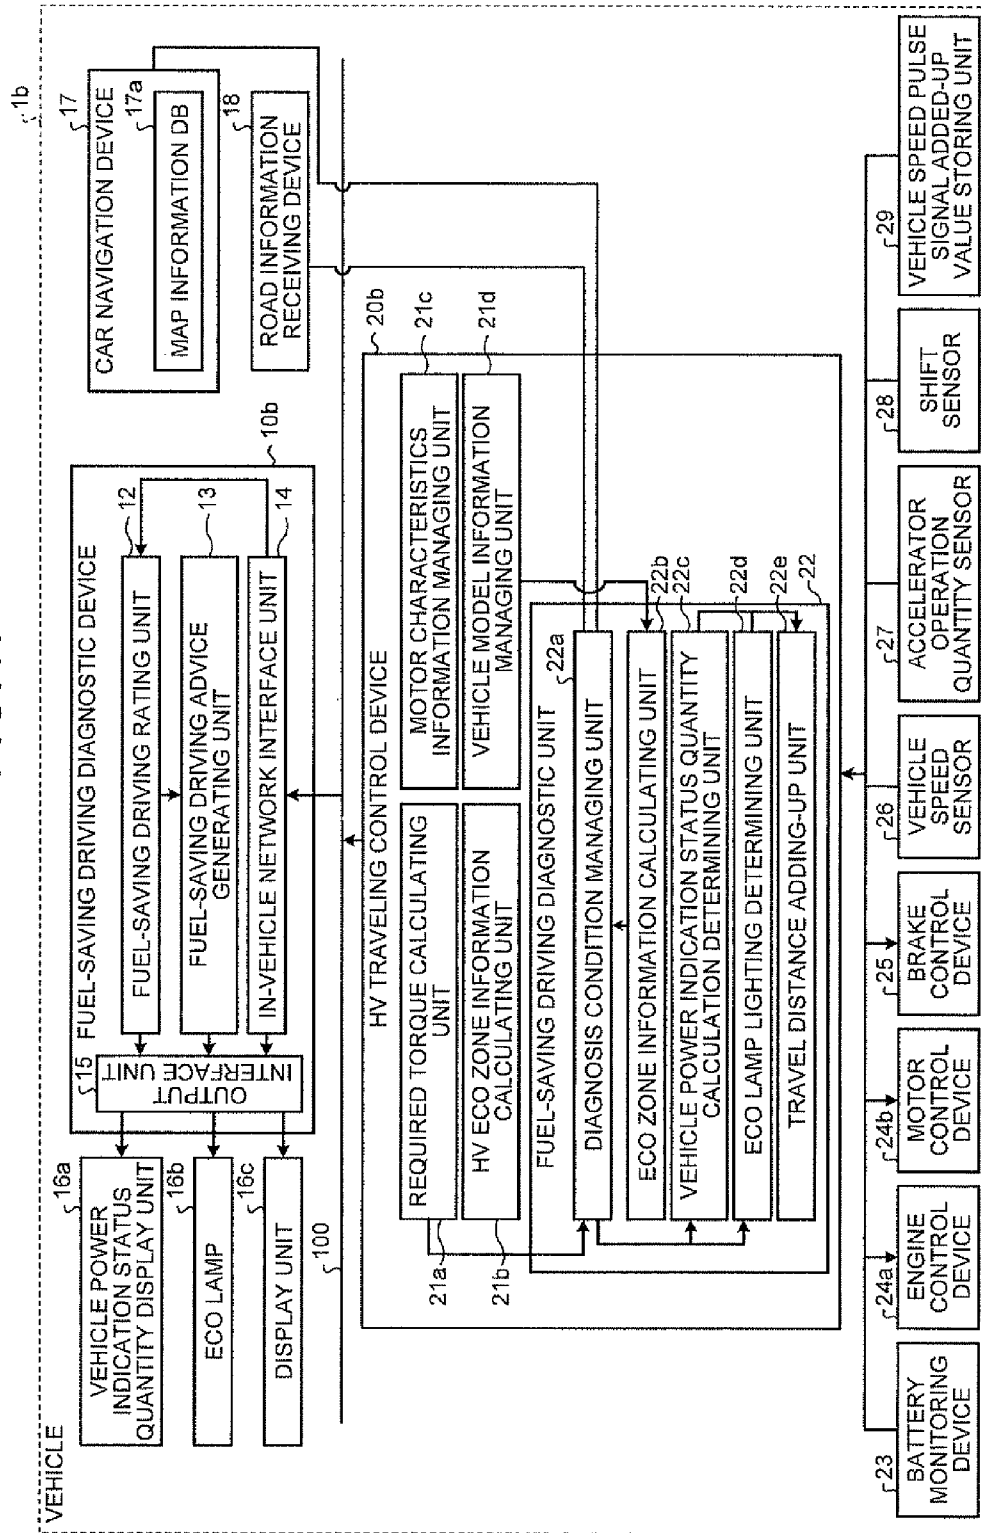 1b
VEHICLE
16a
VEHICLE POWER
INDICATION STATUS
QUANTITY DISPLAY UNIT
16b
ECO LAMP
16c
DISPLAY UNIT
100
FUEL-SAVING DRIVING DIAGNOSTIC DEVICE
10b
15
OUTPUT
INTERFACE UNIT
FUEL-SAVING DRIVING RATING UNIT
12
FUEL-SAVING DRIVING ADVICE
GENERATING UNIT
13
IN-VEHICLE NETWORK INTERFACE UNIT
14
17
CAR NAVIGATION DEVICE
17a
MAP INFORMATION DB
18
ROAD INFORMATION
RECEIVING DEVICE
HV TRAVELING CONTROL DEVICE
20b
REQUIRED TORQUE CALCULATING
UNIT
21a
HV ECO ZONE INFORMATION
CALCULATING UNIT
21b
MOTOR CHARACTERISTICS
INFORMATION MANAGING UNIT
21c
VEHICLE MODEL INFORMATION
MANAGING UNIT
21d
FUEL-SAVING DRIVING DIAGNOSTIC UNIT
22a
DIAGNOSIS CONDITION MANAGING UNIT
ECO ZONE INFORMATION CALCULATING UNIT
22b
VEHICLE POWER INDICATION STATUS QUANTITY
CALCULATION DETERMINING UNIT
22c
ECO LAMP LIGHTING DETERMINING UNIT
22d
TRAVEL DISTANCE ADDING-UP UNIT
22e
22
23
BATTERY
MONITORING
DEVICE
24a
ENGINE
CONTROL
DEVICE
24b
MOTOR
CONTROL
DEVICE
25
BRAKE
CONTROL
DEVICE
26
VEHICLE
SPEED
SENSOR
27
ACCELERATOR
OPERATION
QUANTITY SENSOR
28
SHIFT
SENSOR
29
VEHICLE SPEED PULSE
SIGNAL ADDED-UP
VALUE STORING UNIT